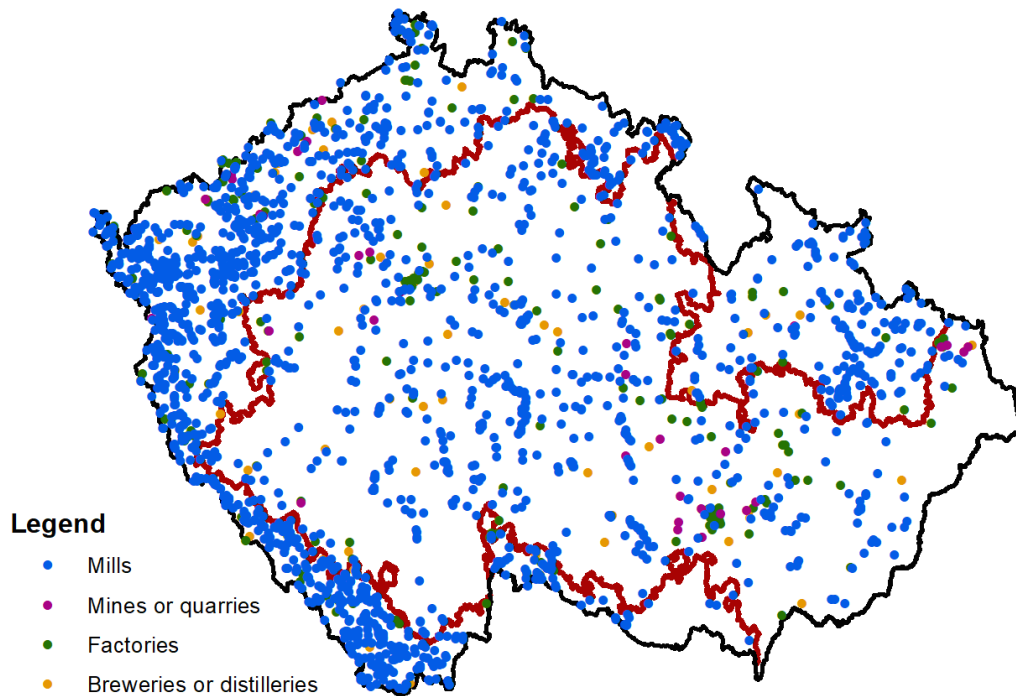 Legend
Mills
Mines or quarries
Factories
Breweries or distilleries